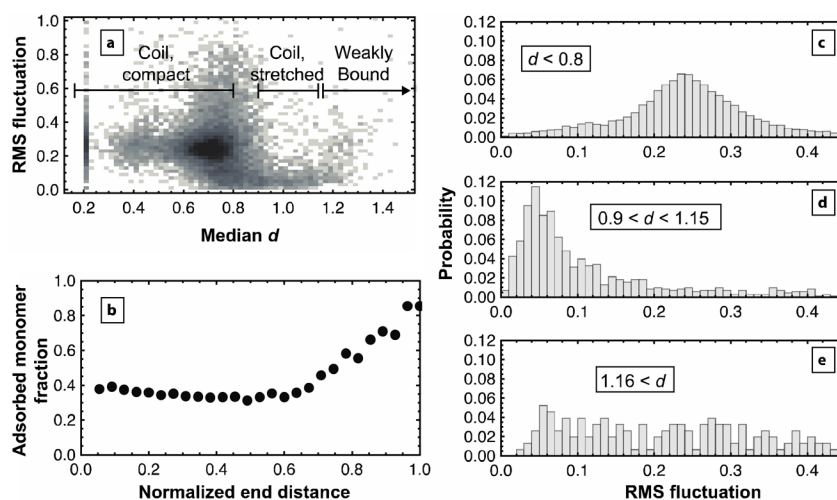 a
Coil, compact
Coil, stretched
Weakly Bound
RMS fluctuation
1.0
0.8
0.6
0.4
0.2
0.0
0.2 0.4 0.6 0.8 1.0 1.2 1.4
Median d
b
Adsorbed monomer fraction
1.0
0.8
0.6
0.4
0.2
0.0
0.0 0.2 0.4 0.6 0.8 1.0
Normalized end distance
c
d < 0.8
0.12
0.10
0.08
0.06
0.04
0.02
0.00
0.0 0.1 0.2 0.3 0.4
d
0.9 < d < 1.15
Probability
0.12
0.10
0.08
0.06
0.04
0.02
0.00
0.0 0.1 0.2 0.3 0.4
e
1.16 < d
0.12
0.10
0.08
0.06
0.04
0.02
0.00
0.0 0.1 0.2 0.3 0.4
RMS fluctuation